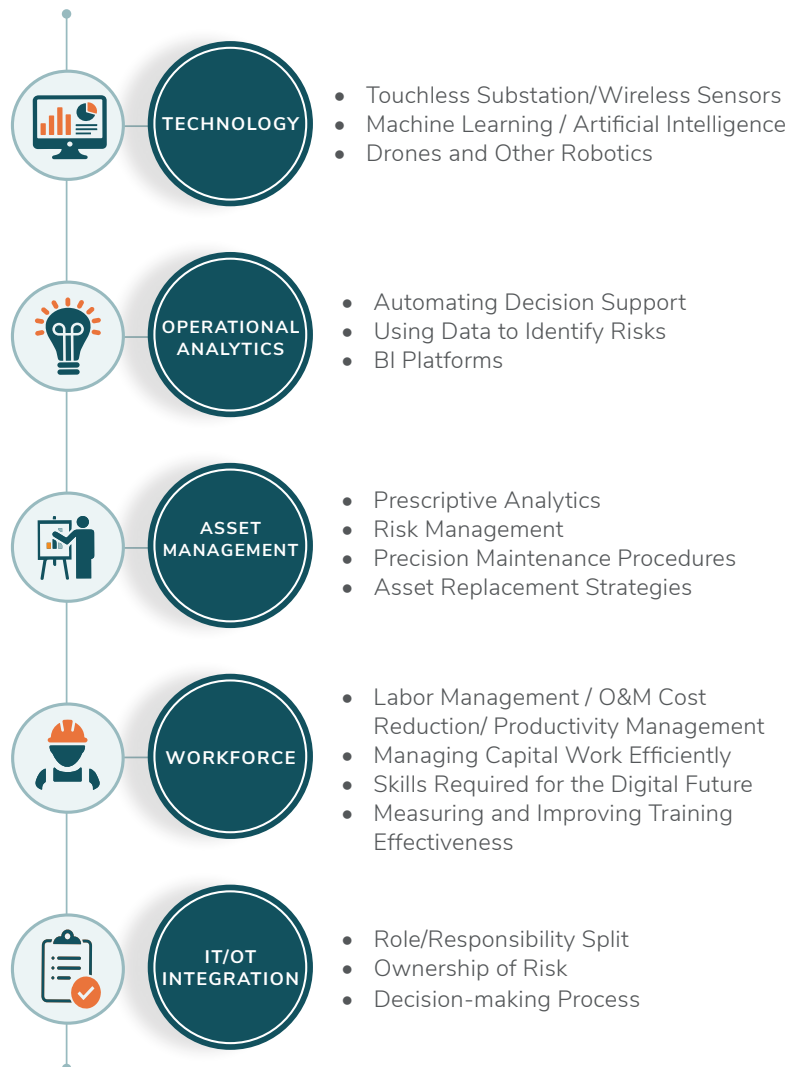 TECHNOLOGY
• Touchless Substation/Wireless Sensors
• Machine Learning / Artificial Intelligence
• Drones and Other Robotics
OPERATIONAL
ANALYTICS
• Automating Decision Support
• Using Data to Identify Risks
• BI Platforms
ASSET
MANAGEMENT
• Prescriptive Analytics
• Risk Management
• Precision Maintenance Procedures
• Asset Replacement Strategies
WORKFORCE
• Labor Management / O&M Cost
Reduction/ Productivity Management
• Managing Capital Work Efficiently
• Skills Required for the Digital Future
• Measuring and Improving Training
Effectiveness
IT/OT
INTEGRATION
• Role/Responsibility Split
• Ownership of Risk
• Decision-making Process